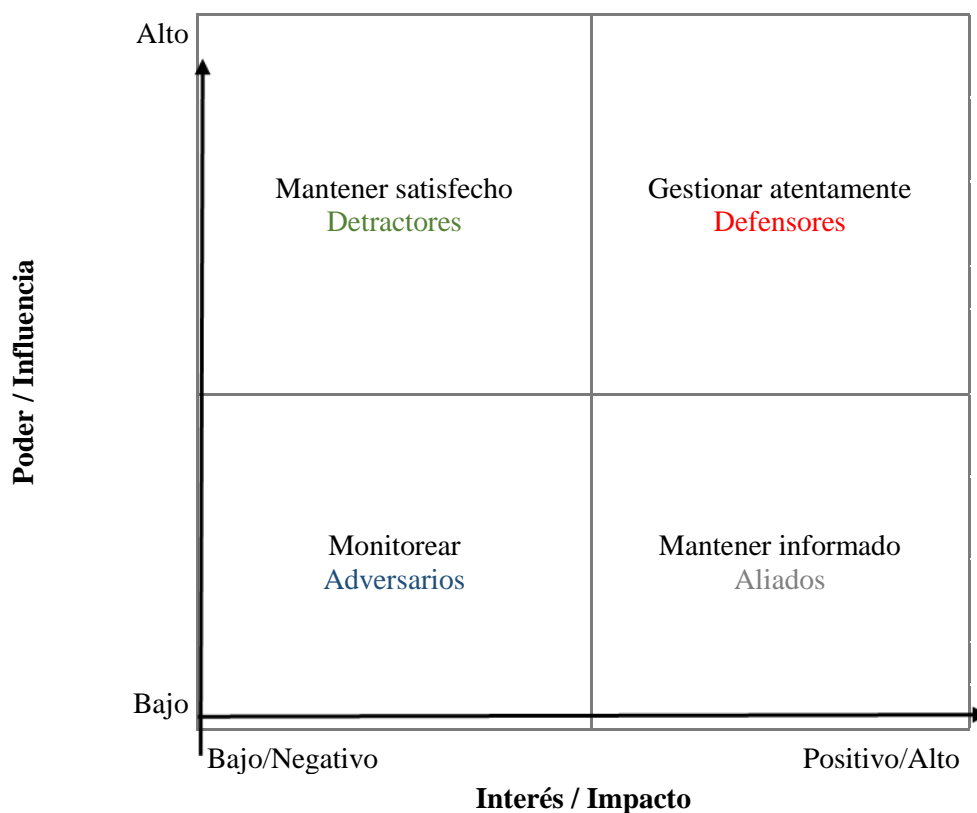 Alto
Mantener satisfecho
Detractores
Gestionar atentamente
Defensores
Poder / Influencia
Monitorear
Adversarios
Mantener informado
Aliados
Bajo
Bajo/Negativo
Positivo/Alto
Interés / Impacto